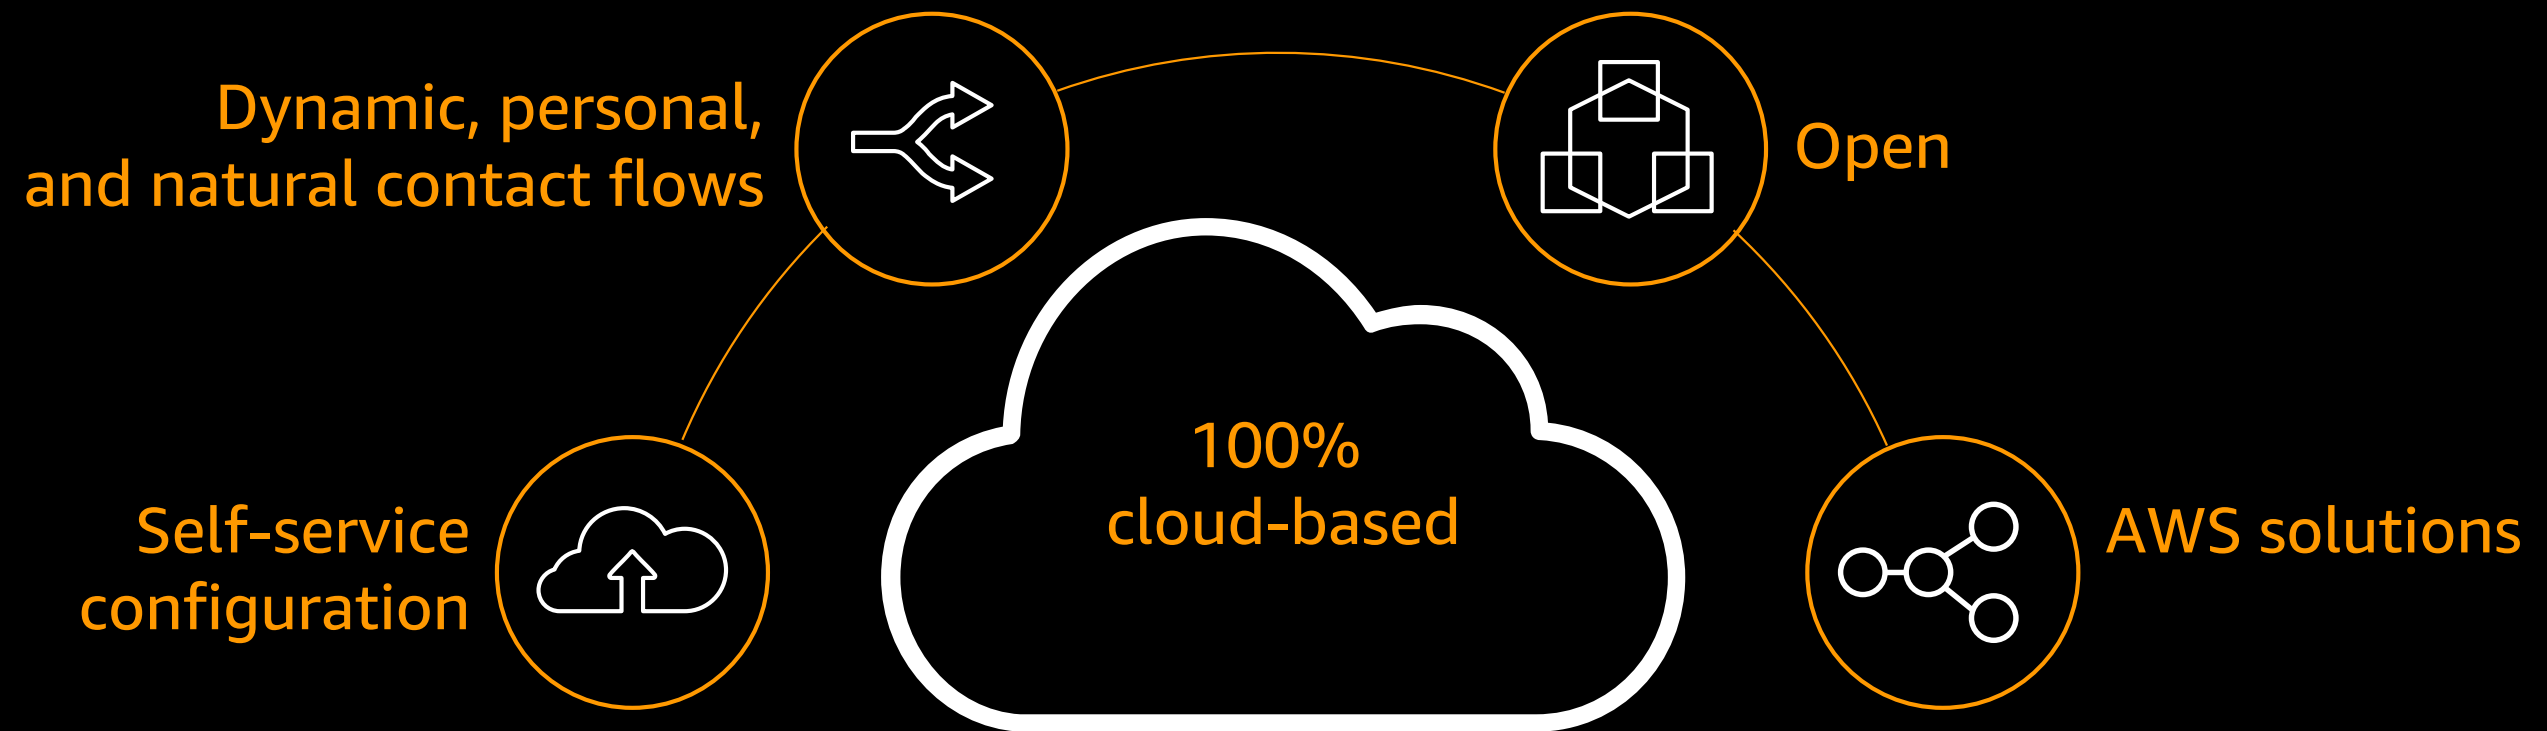 Dynamic, personal,
and natural contact flows
Open
100%
cloud-based
Self-service
configuration
AWS solutions